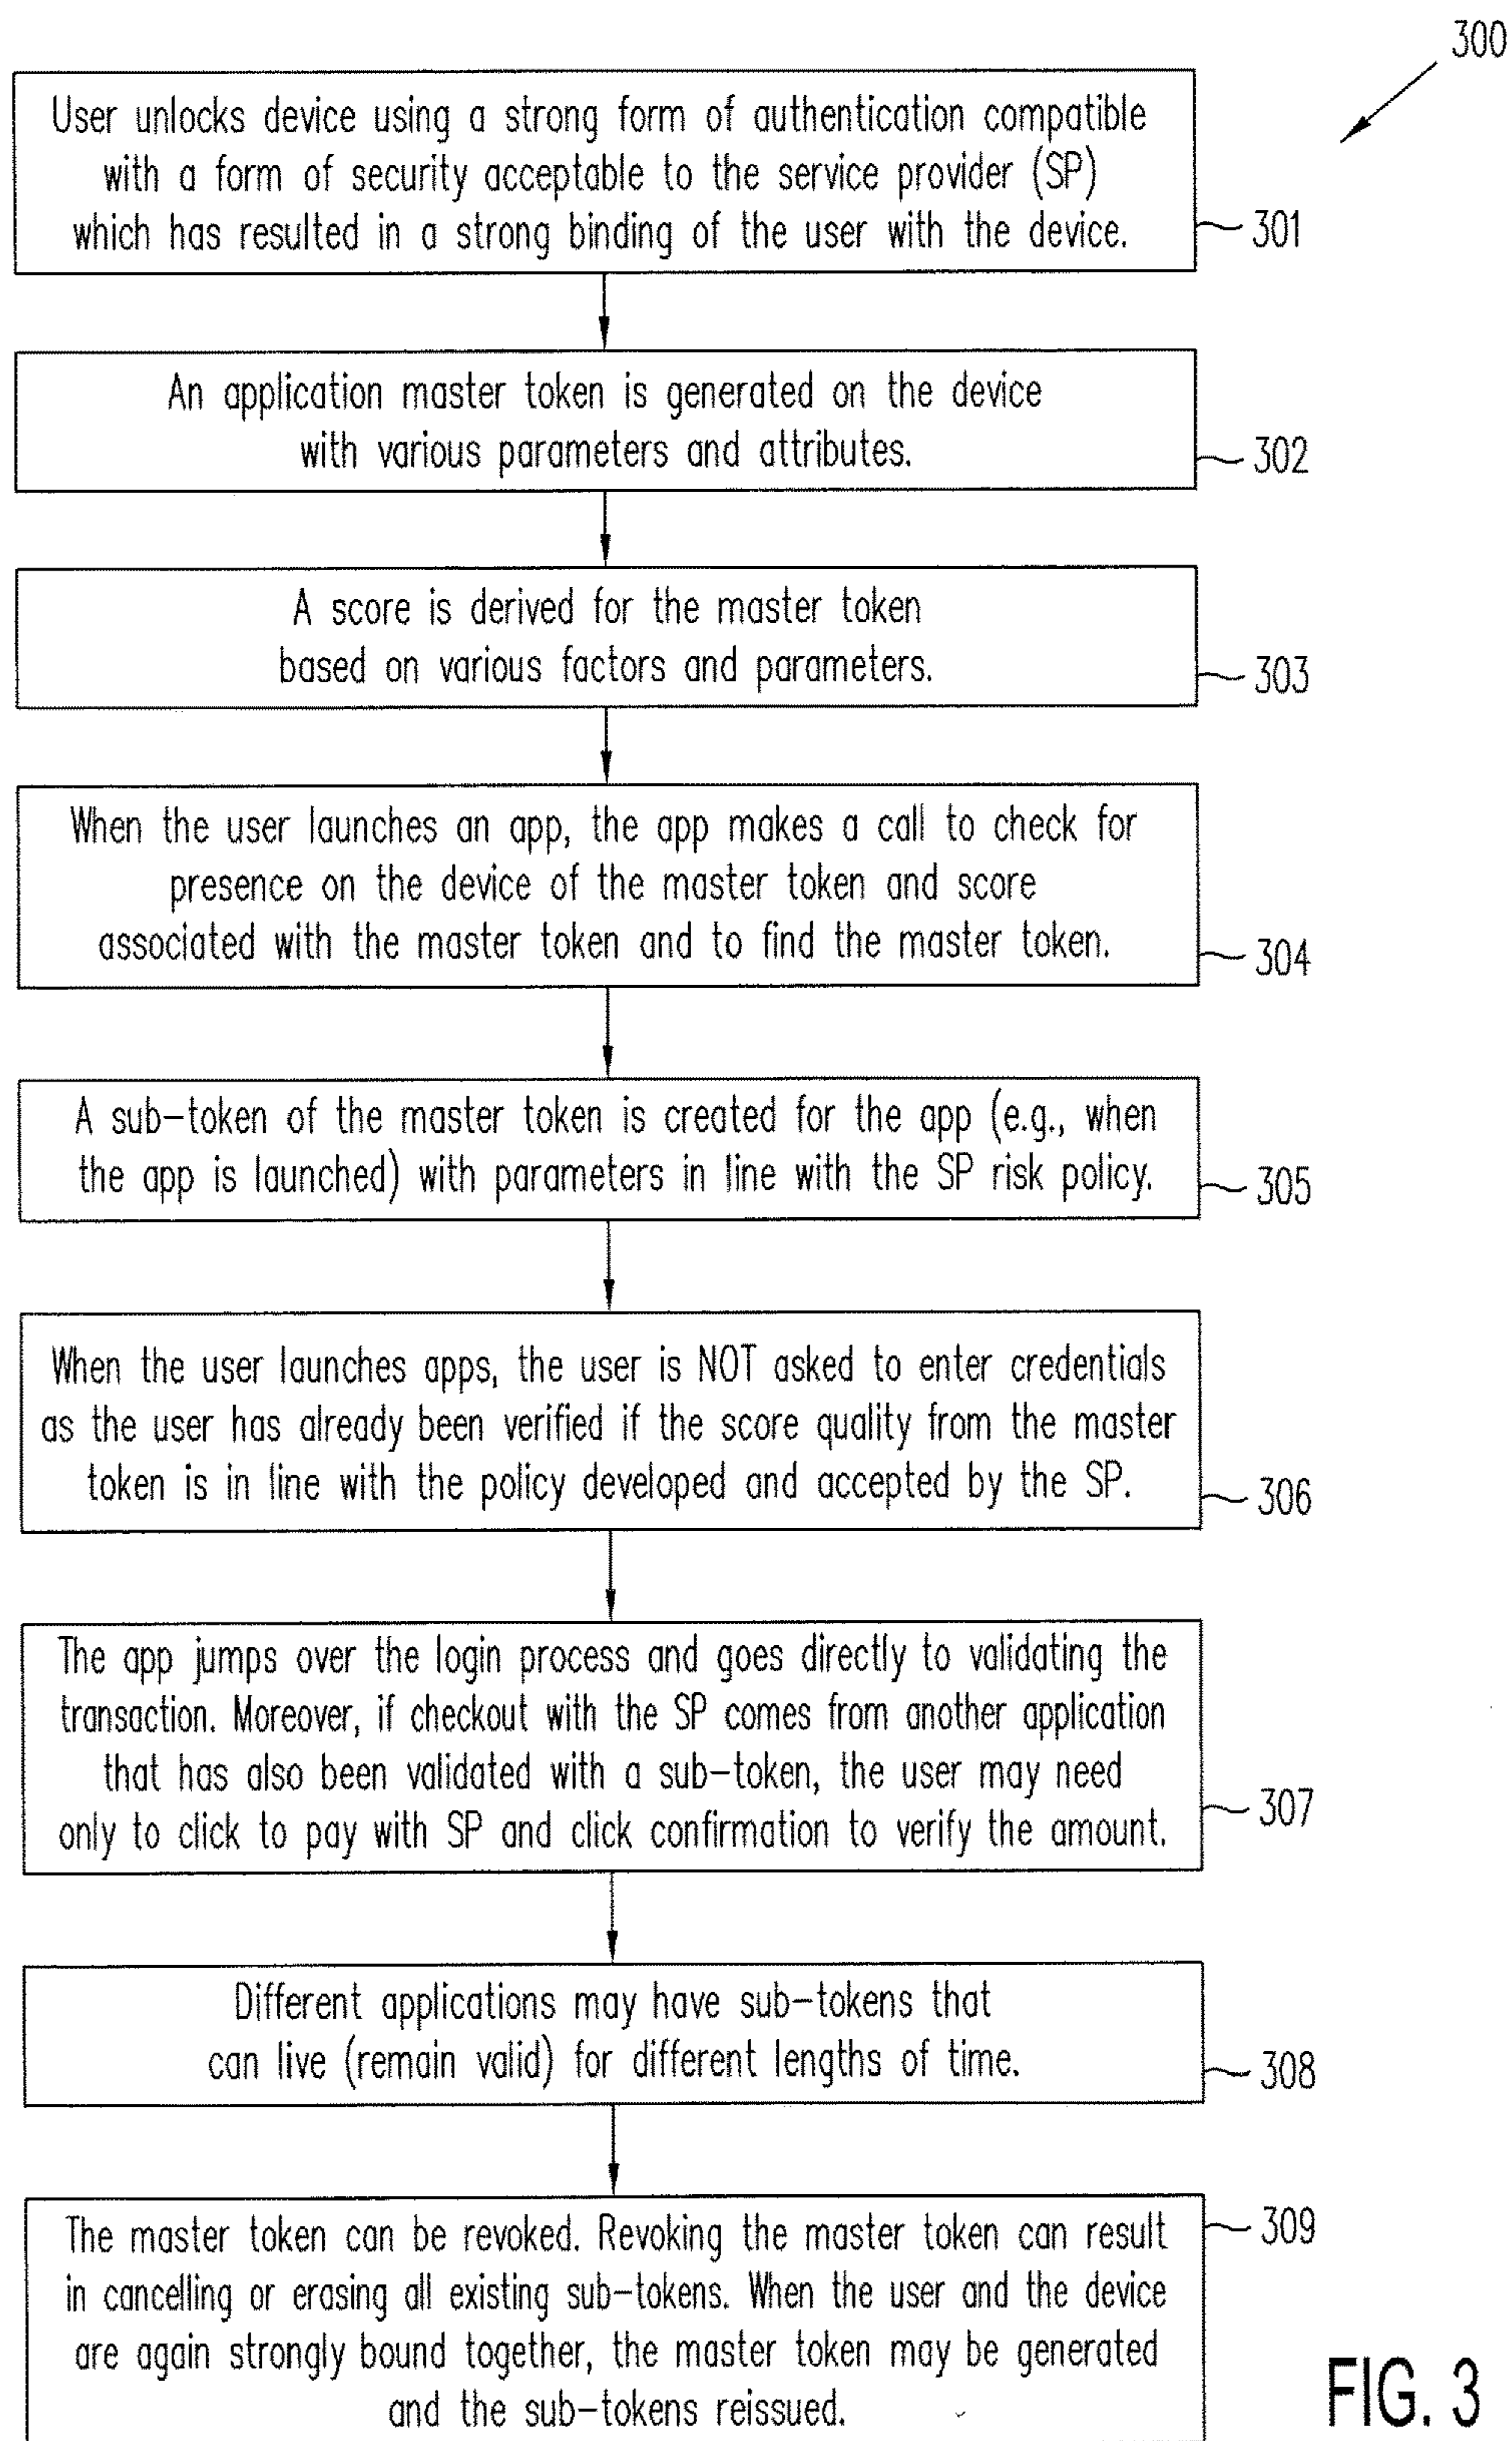 300
User unlocks device using a strong form of authentication compatible
with a form of security acceptable to the service provider (SP)
which has resulted in a strong binding of the user with the device.
301
An application master token is generated on the device
with various parameters and attributes.
302
A score is derived for the master token
based on various factors and parameters.
303
When the user launches an app, the app makes a call to check for
presence on the device of the master token and score
associated with the master token and to find the master token.
304
A sub-token of the master token is created for the app (e.g., when
the app is launched) with parameters in line with the SP risk policy.
305
When the user launches apps, the user is NOT asked to enter credentials
as the user has already been verified if the score quality from the master
token is in line with the policy developed and accepted by the SP.
306
The app jumps over the login process and goes directly to validating the
transaction. Moreover, if checkout with the SP comes from another application
that has also been validated with a sub-token, the user may need
only to click to pay with SP and click confirmation to verify the amount.
307
Different applications may have sub-tokens that
can live (remain valid) for different lengths of time.
308
The master token can be revoked. Revoking the master token can result
in cancelling or erasing all existing sub-tokens. When the user and the device
are again strongly bound together, the master token may be generated
and the sub-tokens reissued.
309
FIG. 3